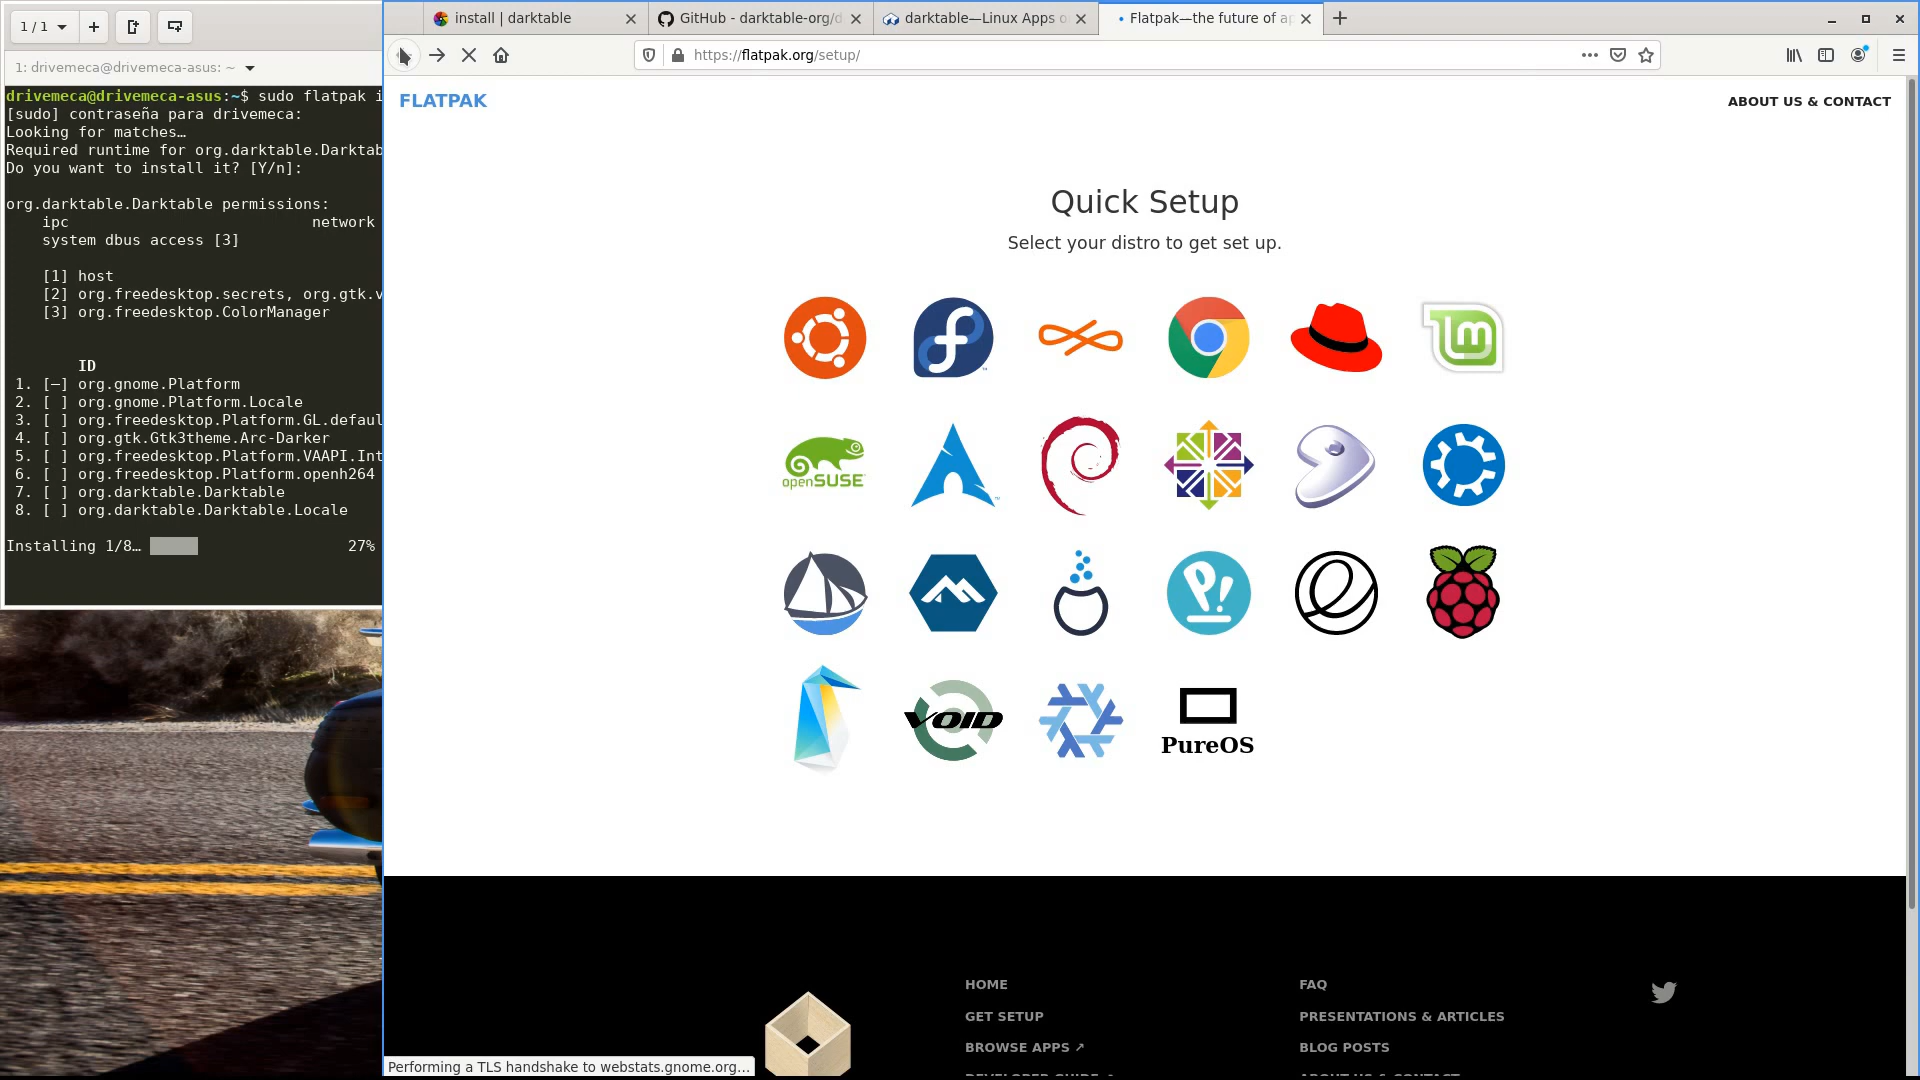 1 / 1
1: drivemeca@drivemeca-asus: ~
drivemeca@drivemeca-asus:~$ sudo flatpak i
[sudo] contraseña para drivemeca:
Looking for matches…
Required runtime for org.darktable.Darktab
Do you want to install it? [Y/n]:
org.darktable.Darktable permissions:
ipc network
system dbus access [3]
[1] host
[2] org.freedesktop.secrets, org.gtk.v
[3] org.freedesktop.ColorManager
ID
1. [—] org.gnome.Platform
2. [ ] org.gnome.Platform.Locale
3. [ ] org.freedesktop.Platform.GL.defaul
4. [ ] org.gtk.Gtk3theme.Arc-Darker
5. [ ] org.freedesktop.Platform.VAAPI.Int
6. [ ] org.freedesktop.Platform.openh264
7. [ ] org.darktable.Darktable
8. [ ] org.darktable.Darktable.Locale
Installing 1/8… 27%
install | darktable
GitHub - darktable-org/d
darktable—Linux Apps o
Flatpak—the future of ap
https://flatpak.org/setup/
FLATPAK
ABOUT US & CONTACT
Quick Setup
Select your distro to get set up.
openSUSE
VOID
PureOS
HOME
FAQ
GET SETUP
PRESENTATIONS & ARTICLES
BROWSE APPS ↗
BLOG POSTS
DEVELOPER GUIDE ↗
ABOUT US & CONTACT
Performing a TLS handshake to webstats.gnome.org…